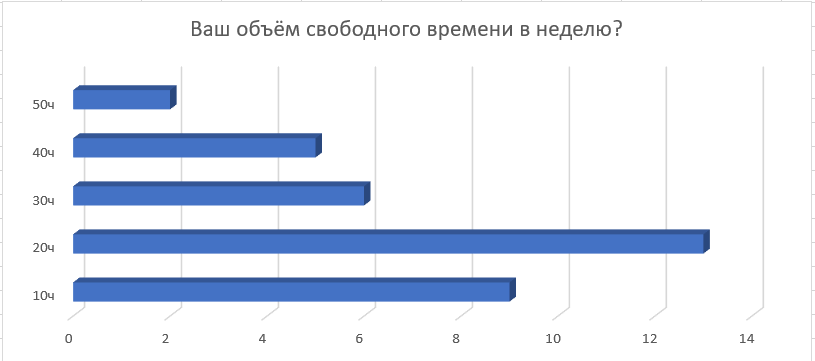 Ваш объём свободного времени в неделю?
50ч
40ч
30ч
20ч
10ч
0 2 4 6 8 10 12 14